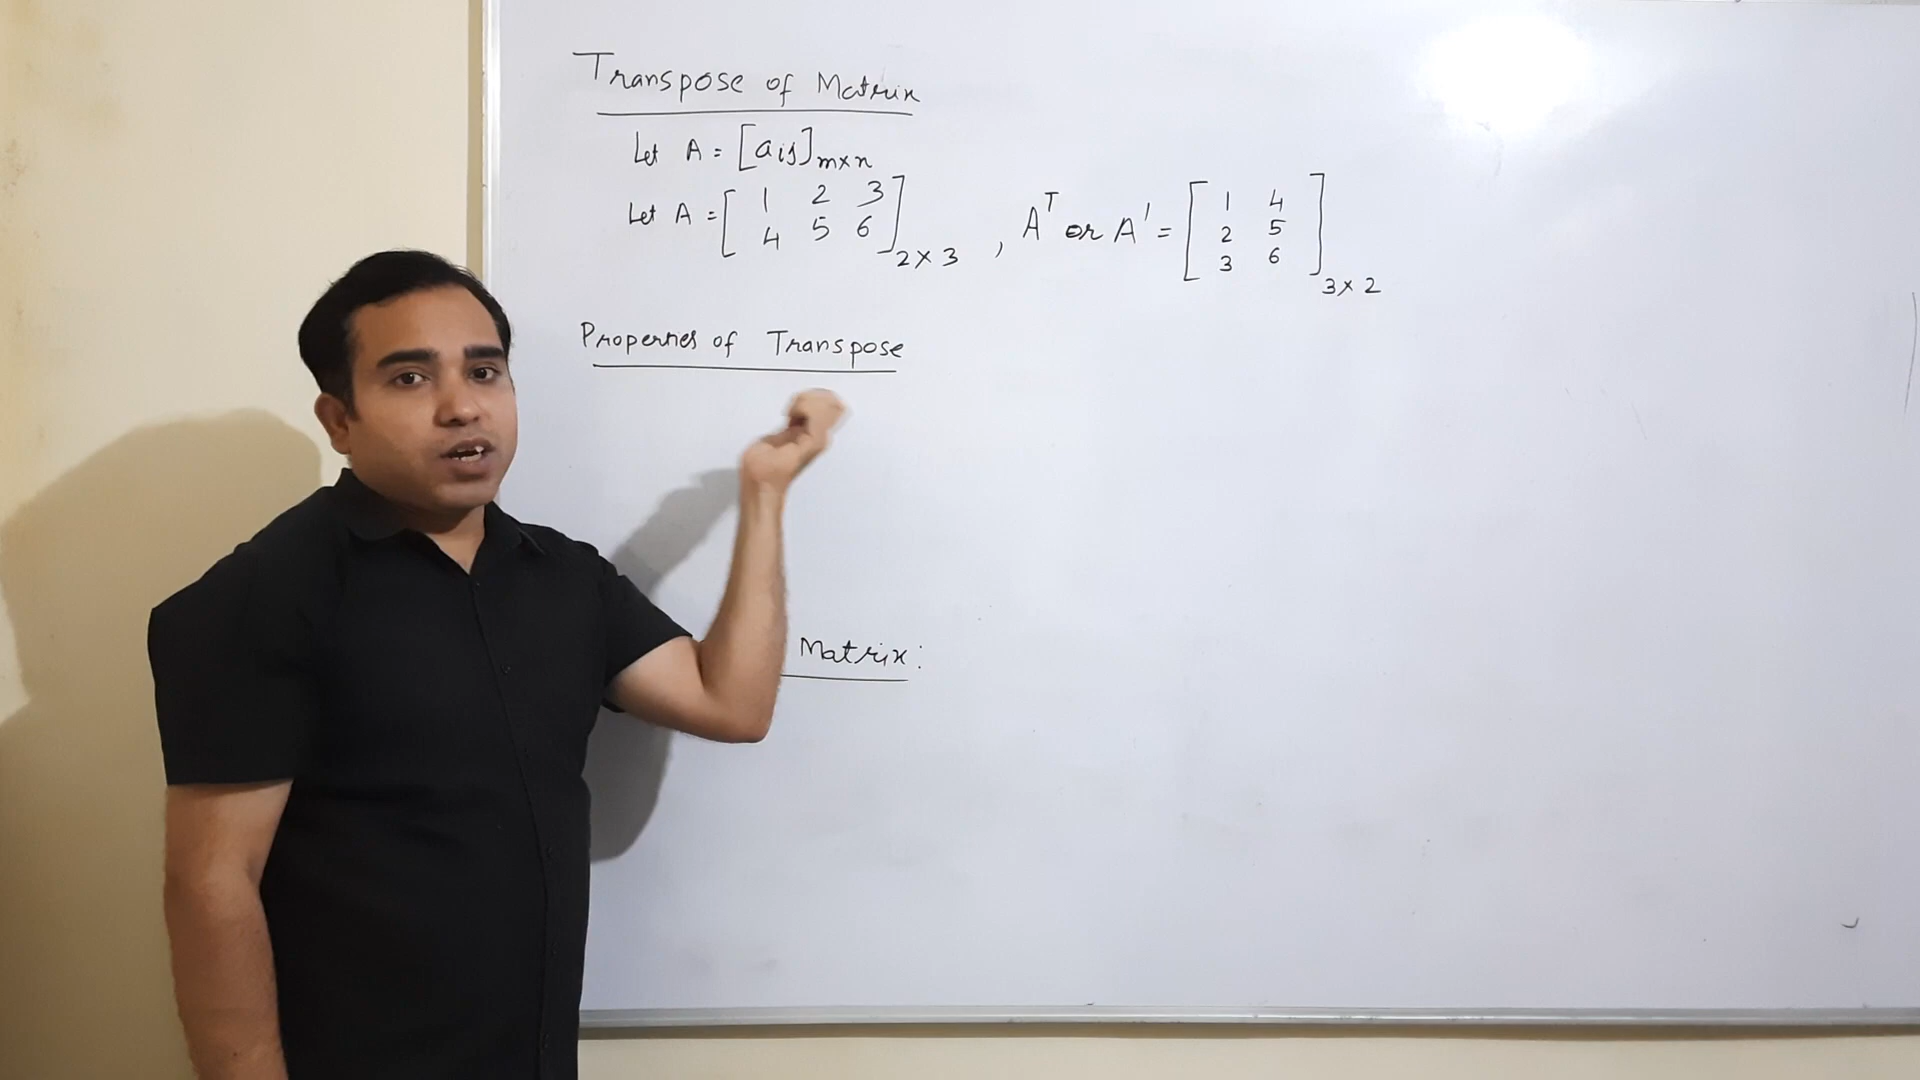 Transpose of Matrix
Let A = [aij]m×n
Let A = [1 2 3
4 5 6]2×3 , A^T or A' = [1 4
2 5
3 6]3×2
Properties of Transpose
Matrix: